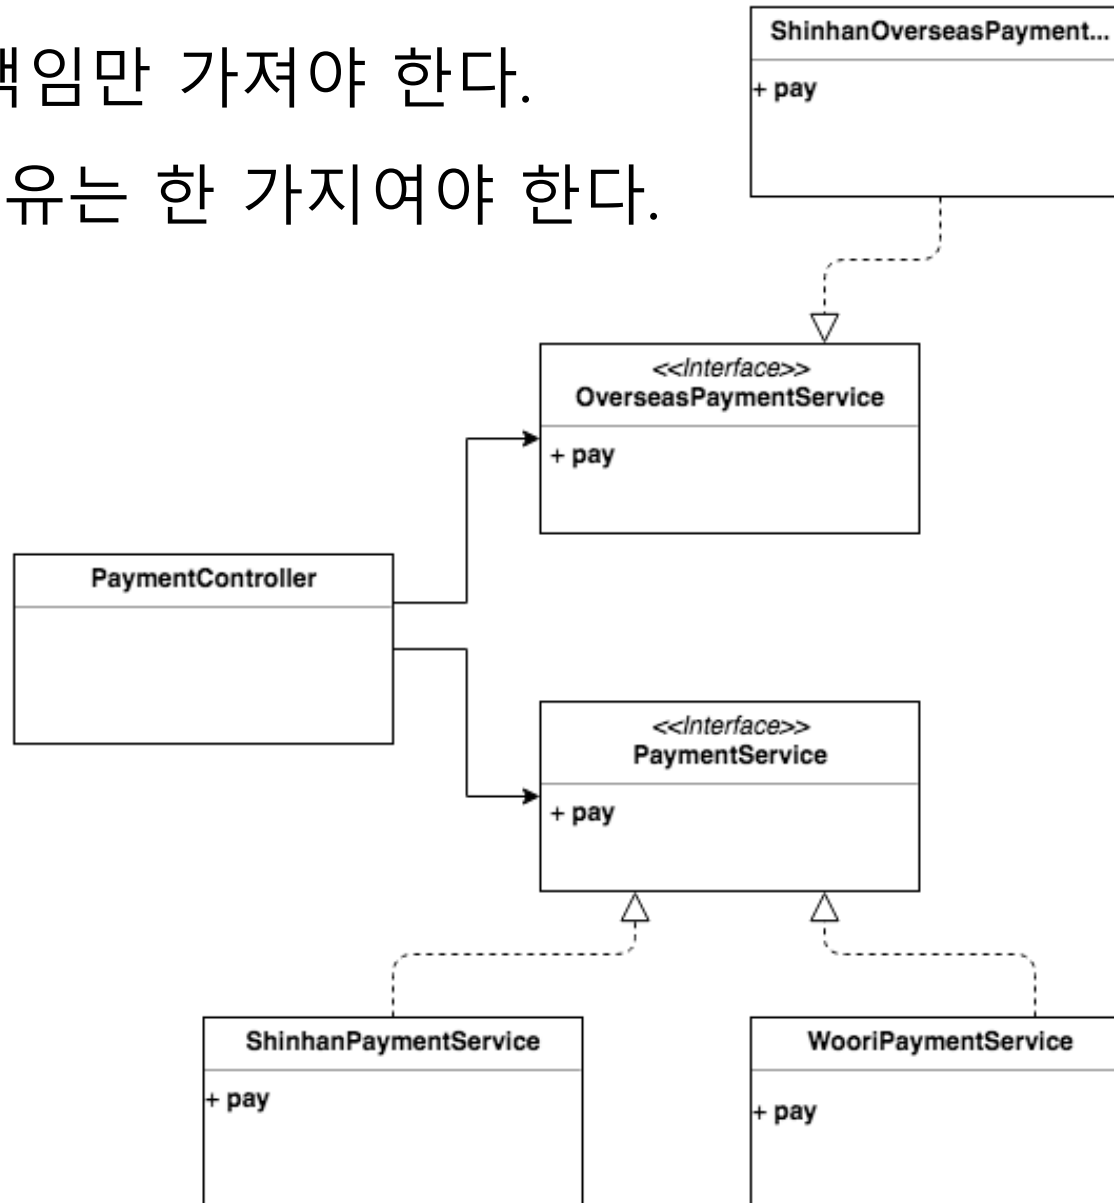 책임만 가져야 한다.
유는 한 가지여야 한다.
ShinhanOverseasPayment...
+ pay
<<Interface>>
OverseasPaymentService
+ pay
PaymentController
<<Interface>>
PaymentService
+ pay
ShinhanPaymentService
+ pay
WooriPaymentService
+ pay